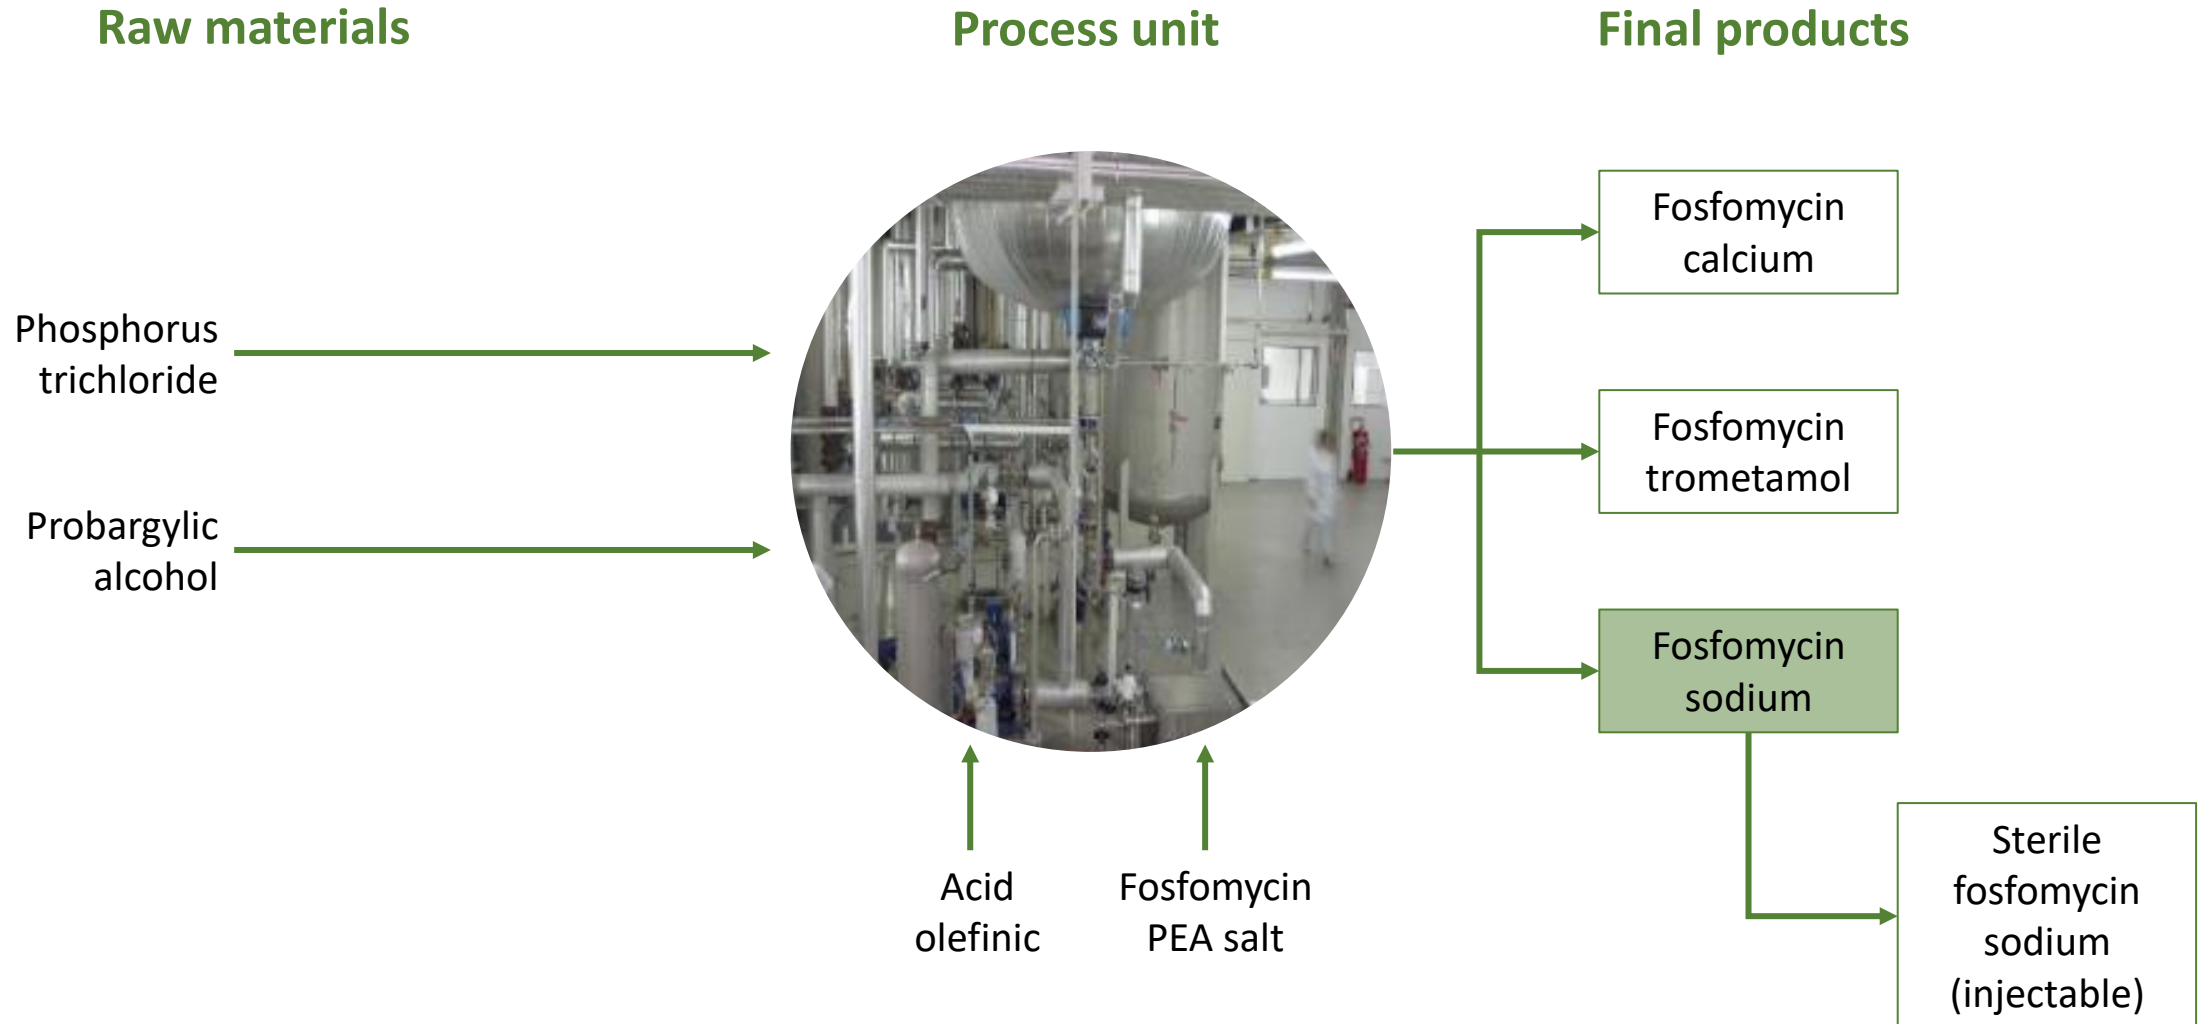 Raw materials
Process unit
Final products
Phosphorus
trichloride
Probargylic
alcohol
Acid
olefinic
Fosfomycin
PEA salt
Fosfomycin
calcium
Fosfomycin
trometamol
Fosfomycin
sodium
Sterile
fosfomycin
sodium
(injectable)